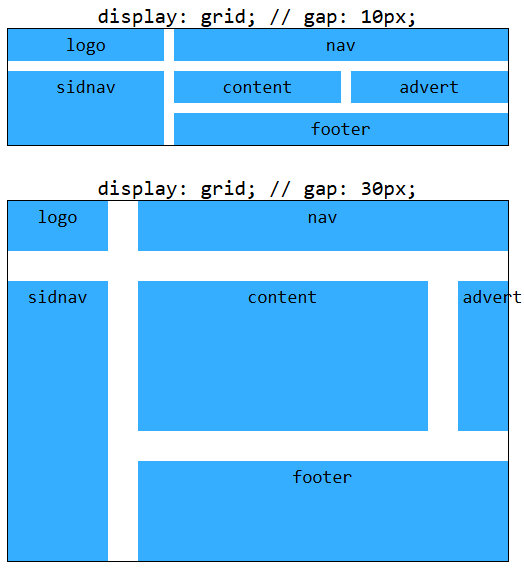 display: grid; // gap: 10px;
logo nav
sidnav content advert
footer
display: grid; // gap: 30px;
logo nav
sidnav content advert
footer